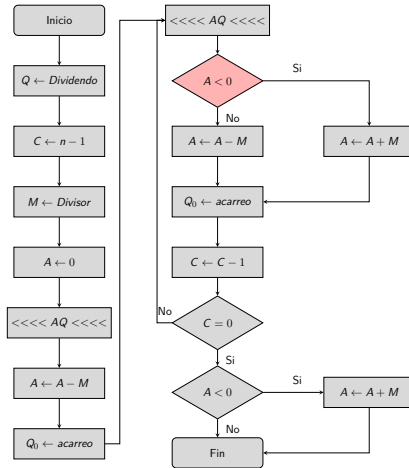 Inicio
Q ← Dividendo
C ← n − 1
M ← Divisor
A ← 0
<<<< AQ <<<<
A ← A − M
Q₀ ← acarreo
<<<< AQ <<<<
A < 0
Si
No
A ← A − M
A ← A + M
Q₀ ← acarreo
C ← C − 1
No
C = 0
Si
A < 0
Si
A ← A + M
No
Fin